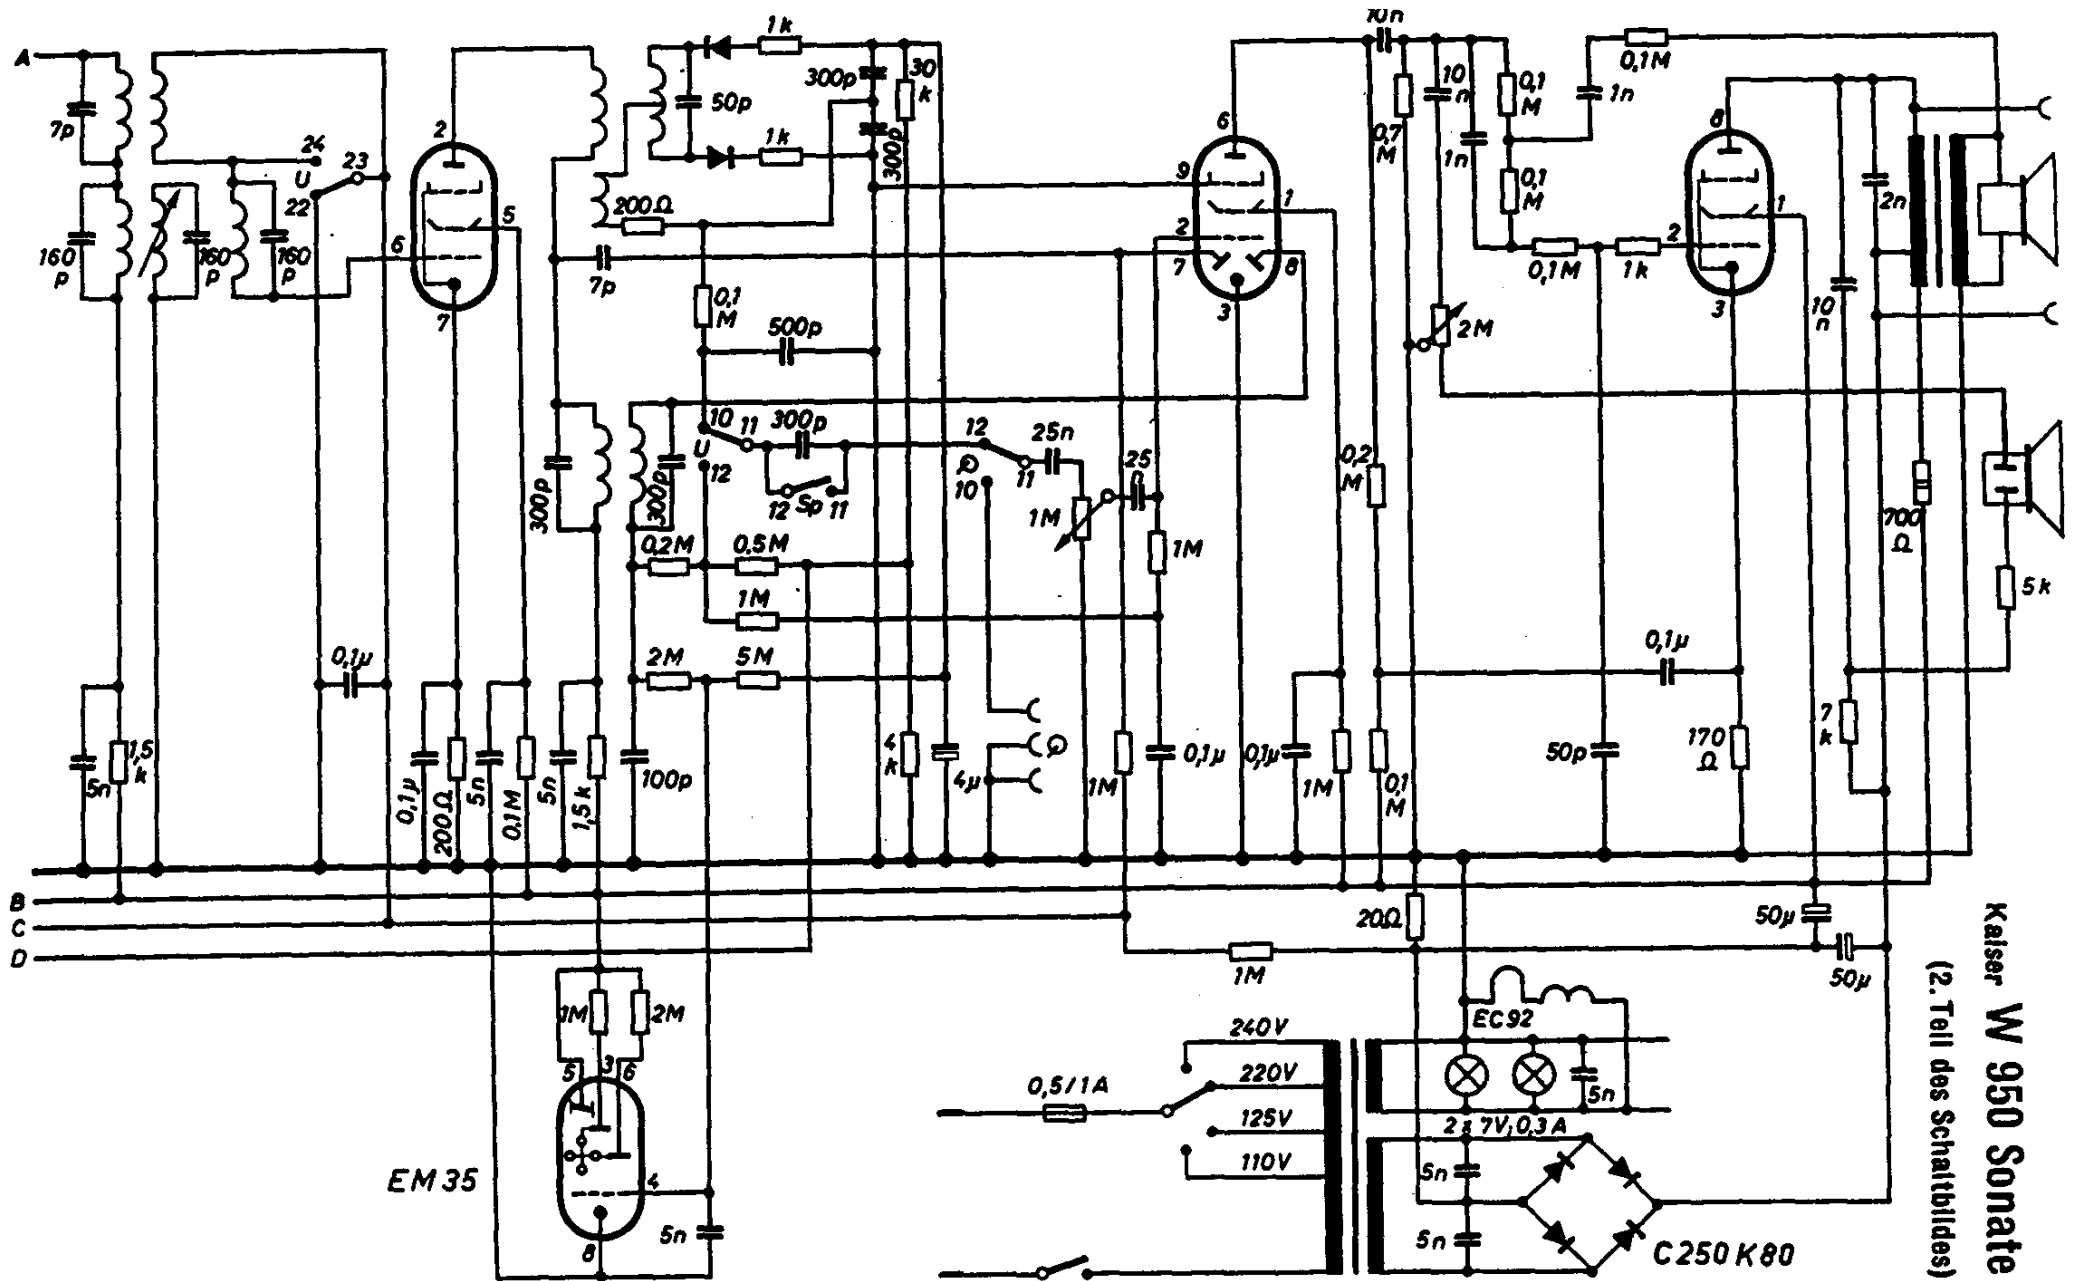 A
7p
160
p
160
p
160
p
24
U
23
22
2
5
6
7
1k
50p
1k
300p
300p
30
k
200Ω
7p
0,1
M
500p
10
11
U
12
300p
12
Sp
11
12
10
11
25n
1M
25
n
1M
300p
300p
0,2M
0,5M
1M
2M
5M
0,1µ
5n
1,5
k
0,1µ
200Ω
5n
0,1M
5n
1,5k
100p
4
k
4µ
1M
0,1µ
0,1µ
1M
0,1
M
6
9
1
2
7
8
3
10n
0,7
M
10
n
1n
0,1
M
0,1
M
1n
0,1M
0,1M
1k
2M
0,2
M
8
1
2
3
2n
10
n
700
Ω
5k
0,1µ
50p
170
Ω
7
k
B
C
D
20Ω
1M
50µ
50µ
1M
2M
5
3
6
4
8
EM35
5n
0,5/1A
240V
220V
125V
110V
EC92
5n
2 x 7V,0,3A
5n
5n
C250K80
Kaiser W 950 Sonate
(2.Teil des Schaltbildes)